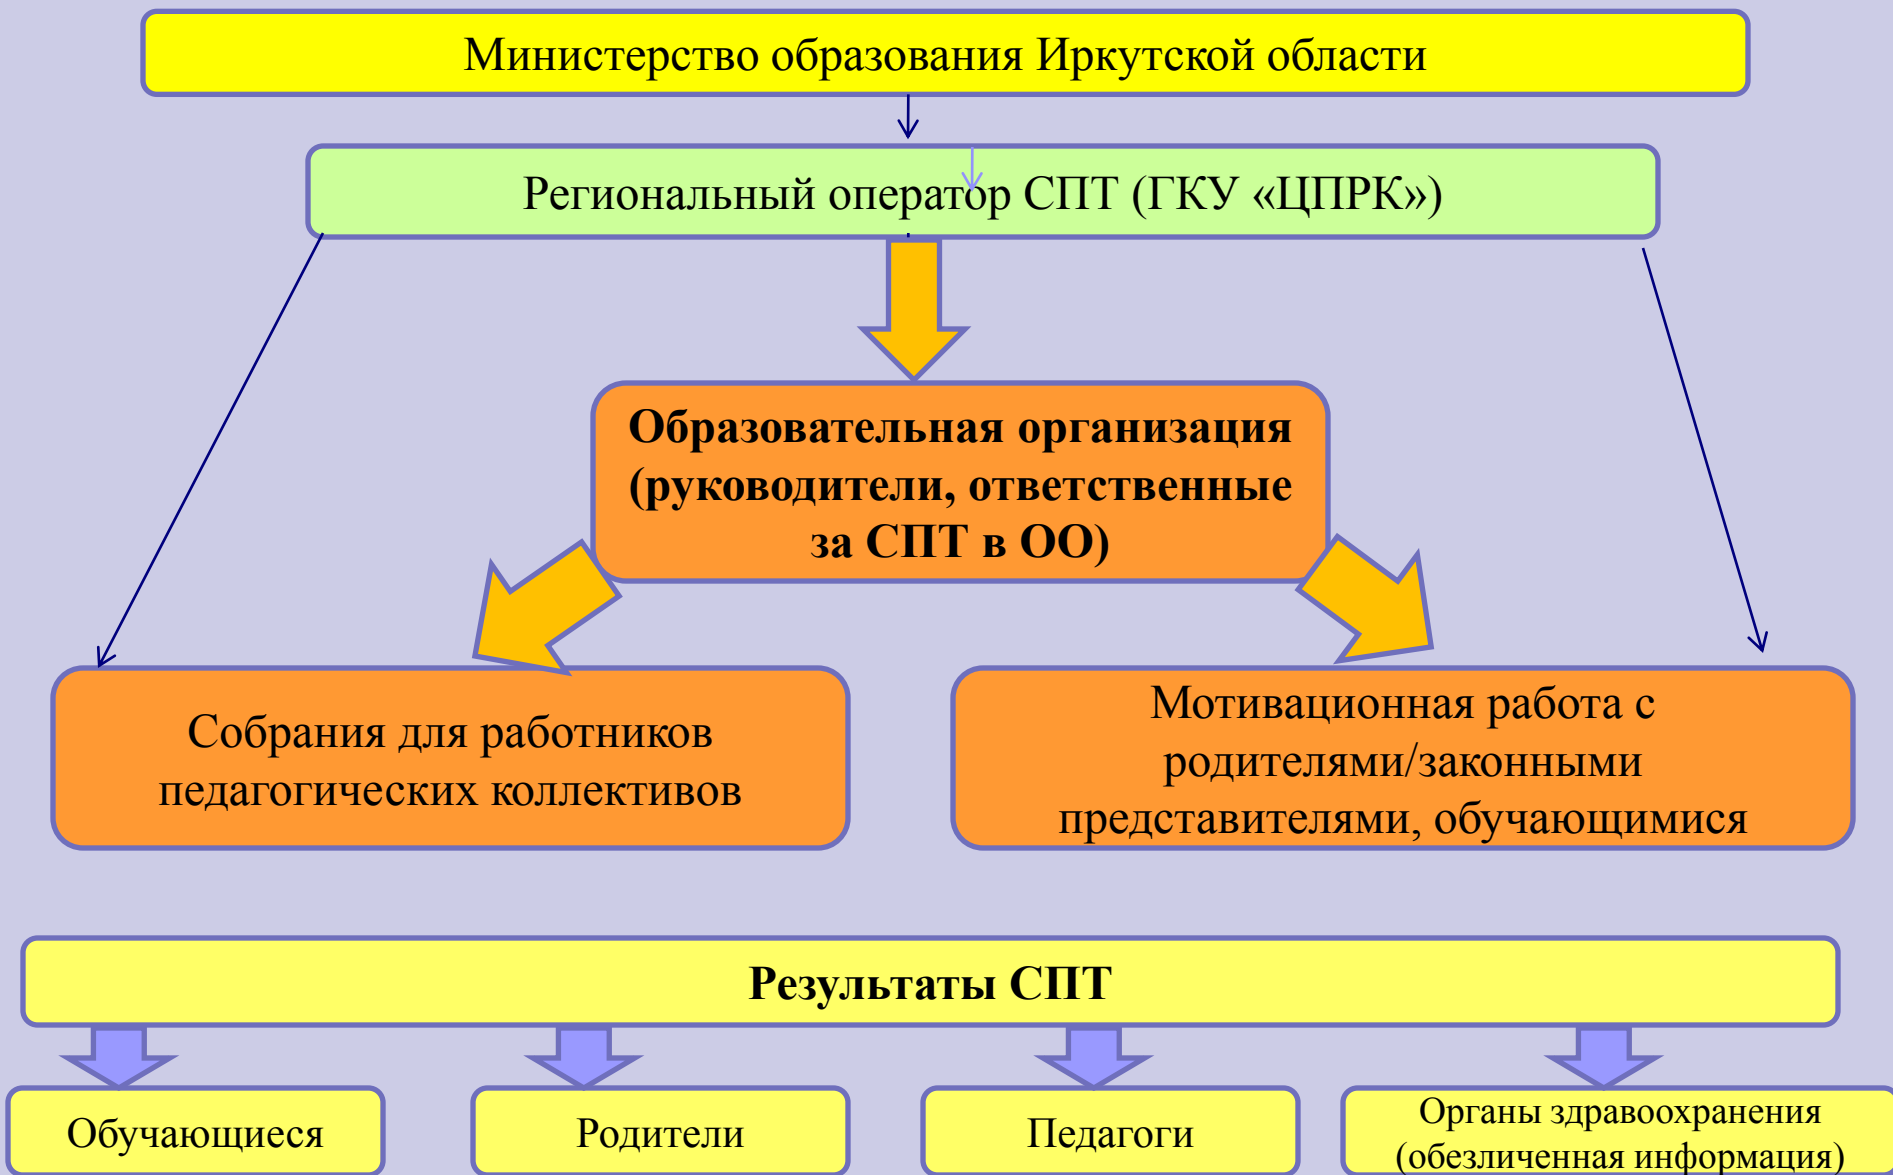 Министерство образования Иркутской области
Региональный оператор СПТ (ГКУ «ЦПРК»)
Образовательная организация
(руководители, ответственные
за СПТ в ОО)
Собрания для работников
педагогических коллективов
Мотивационная работа с
родителями/законными
представителями, обучающимися
Результаты СПТ
Обучающиеся
Родители
Педагоги
Органы здравоохранения
(обезличенная информация)